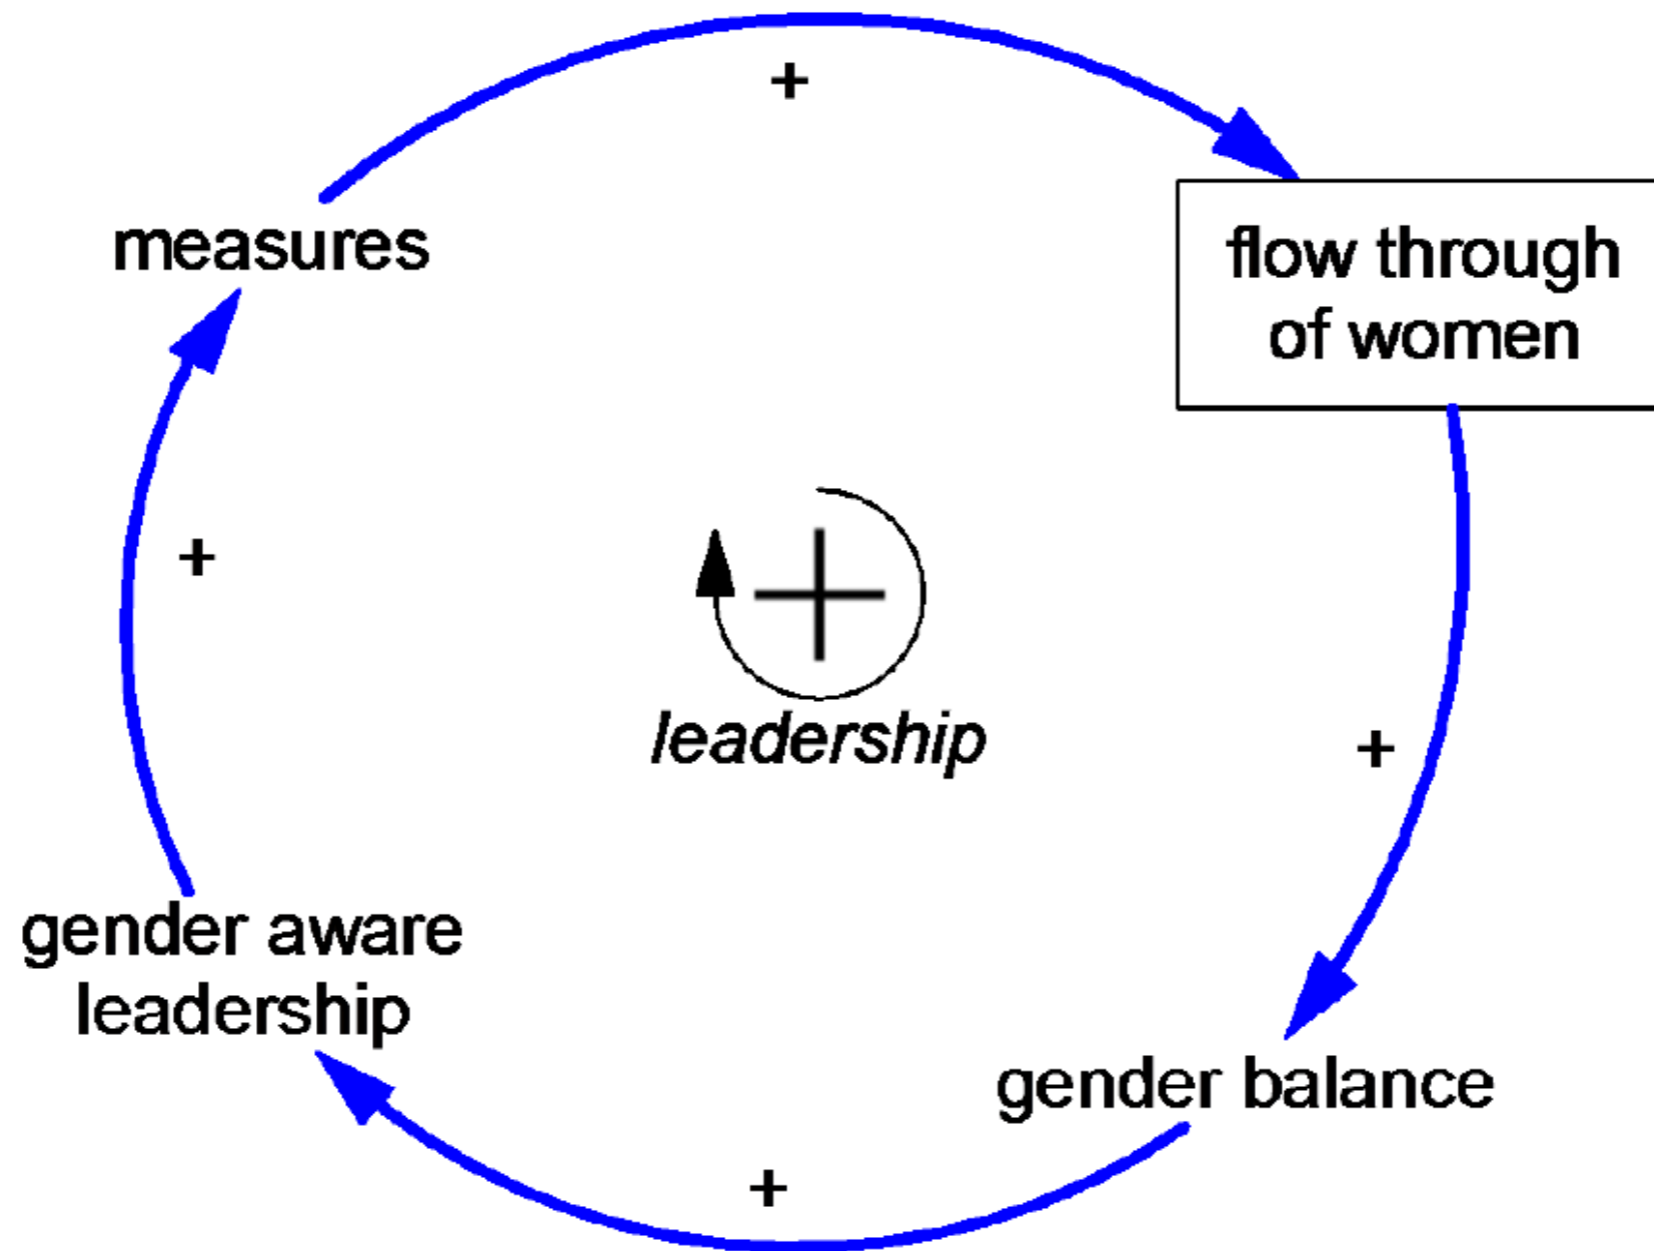 +
measures
flow through
of women
+
+
leadership
+
gender aware
leadership
gender balance
+